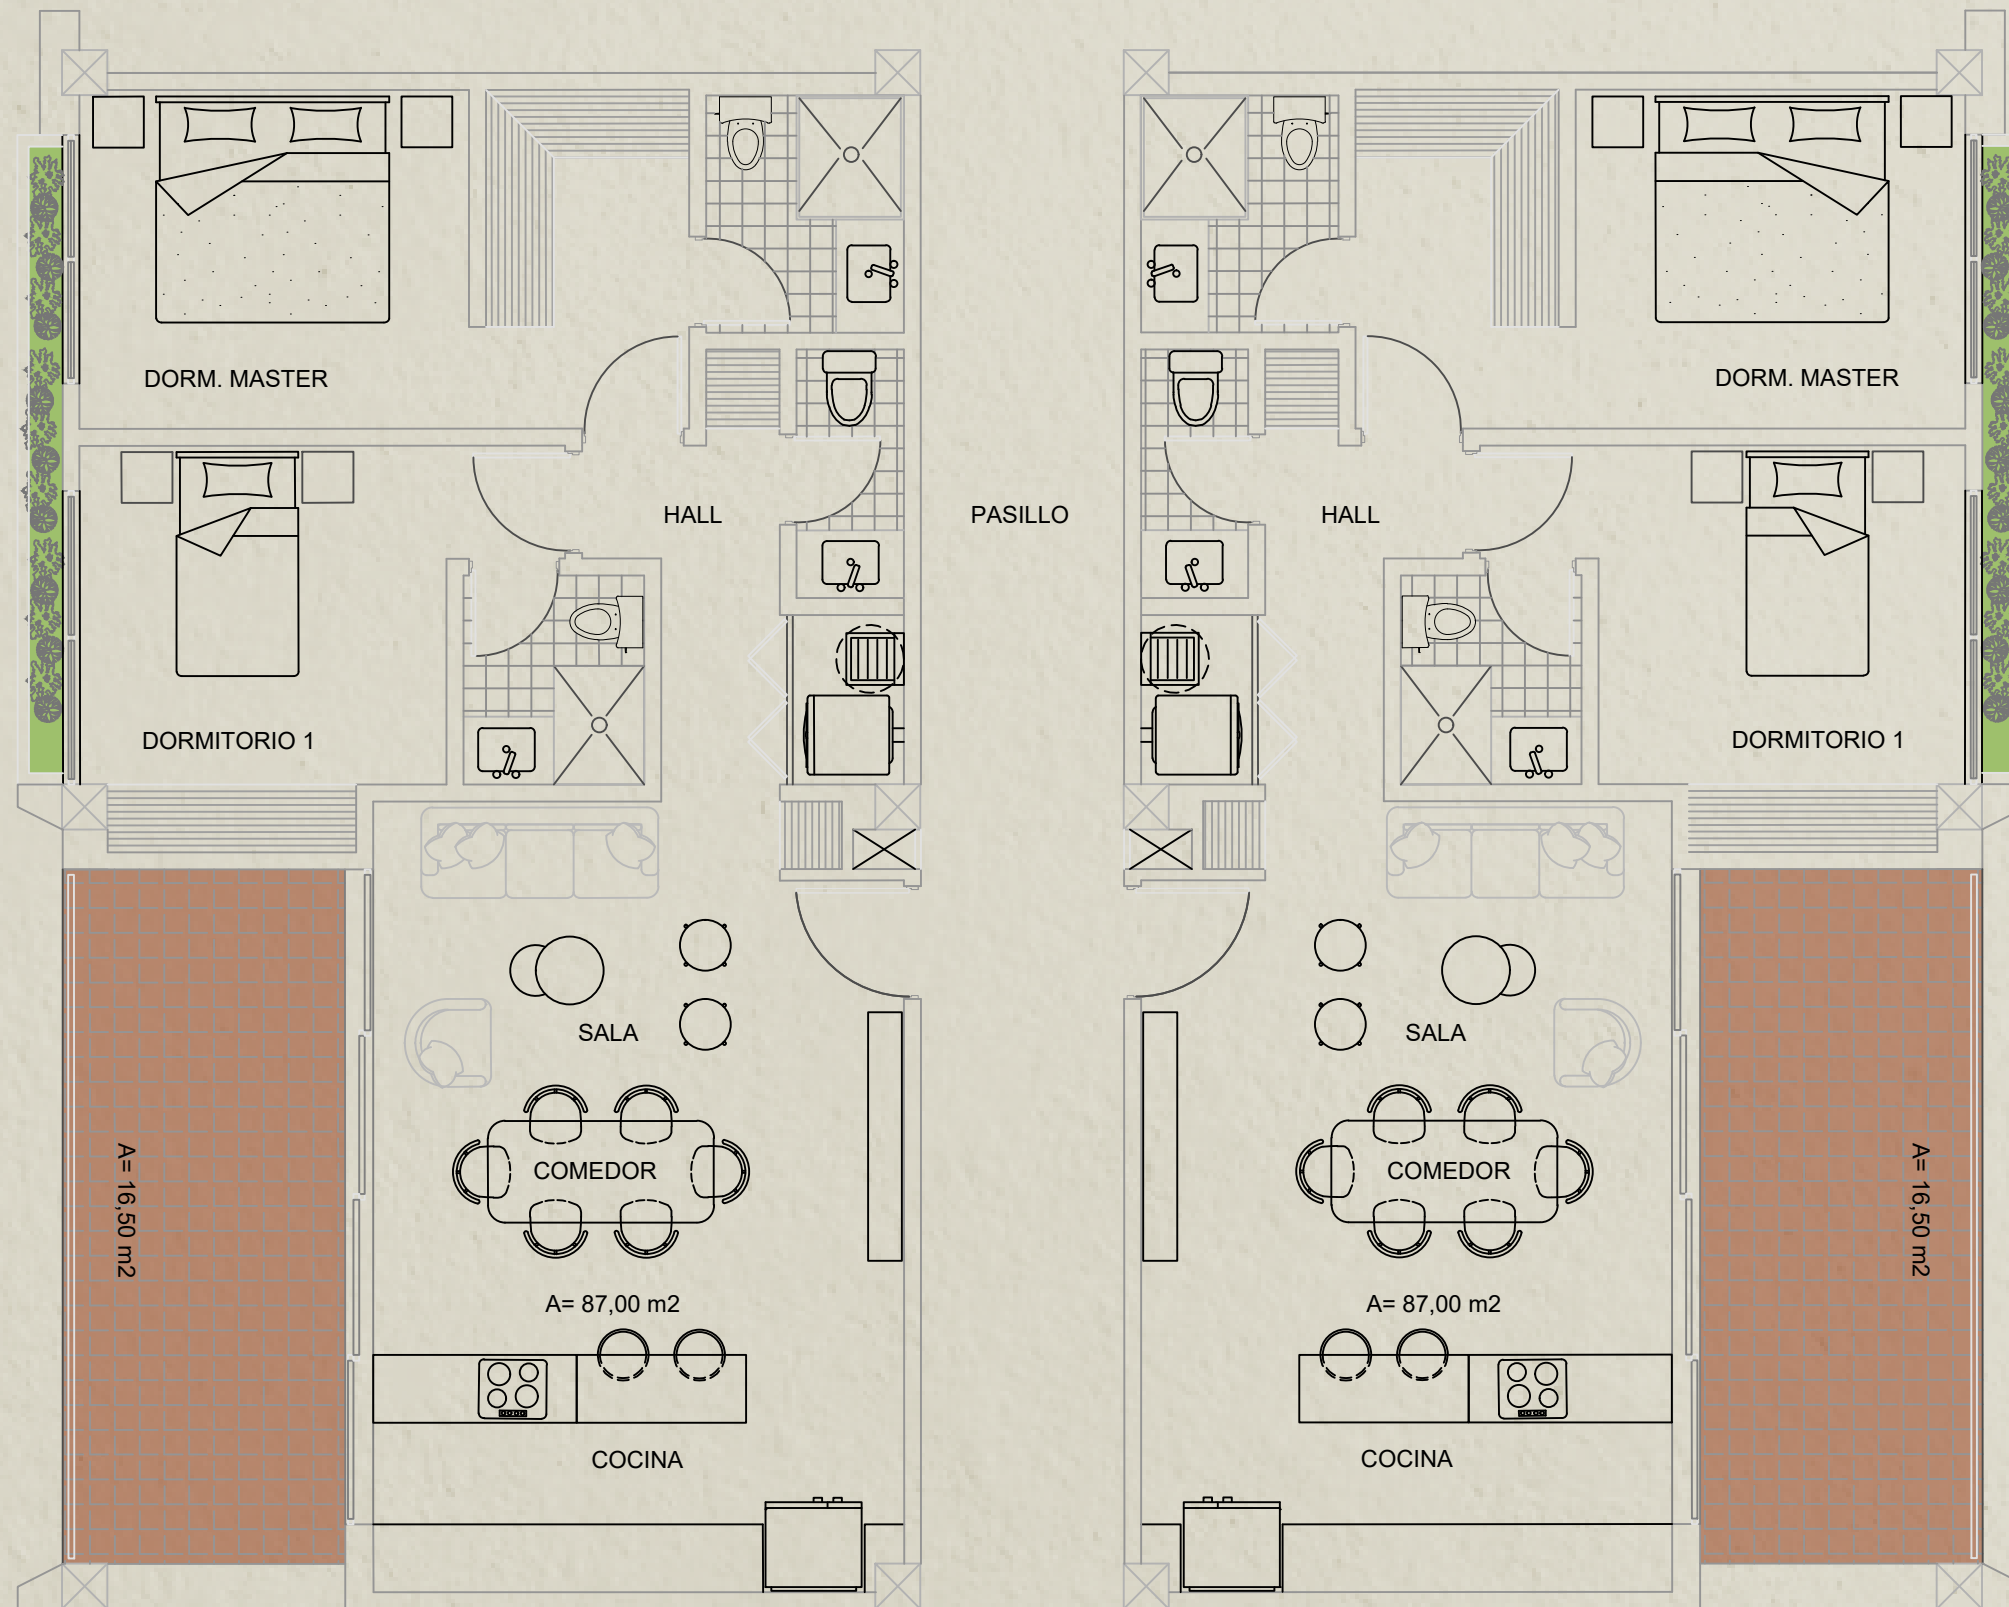 DORM. MASTER
DORM. MASTER
HALL
PASILLO
HALL
DORMITORIO 1
DORMITORIO 1
SALA
SALA
COMEDOR
COMEDOR
A= 16,50 m2
A= 16,50 m2
A= 87,00 m2
A= 87,00 m2
COCINA
COCINA